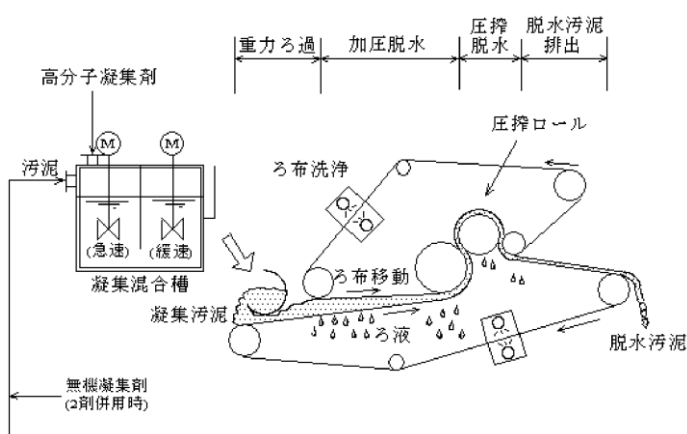 重力ろ過
加圧脱水
圧搾
脱水
脱水汚泥
排出
高分子凝集剤
M
M
汚泥
(急速)
(緩速)
凝集混合槽
凝集汚泥
無機凝集剤
(2剤併用時)
ろ布洗浄
圧搾ロール
ろ布移動
ろ液
脱水汚泥